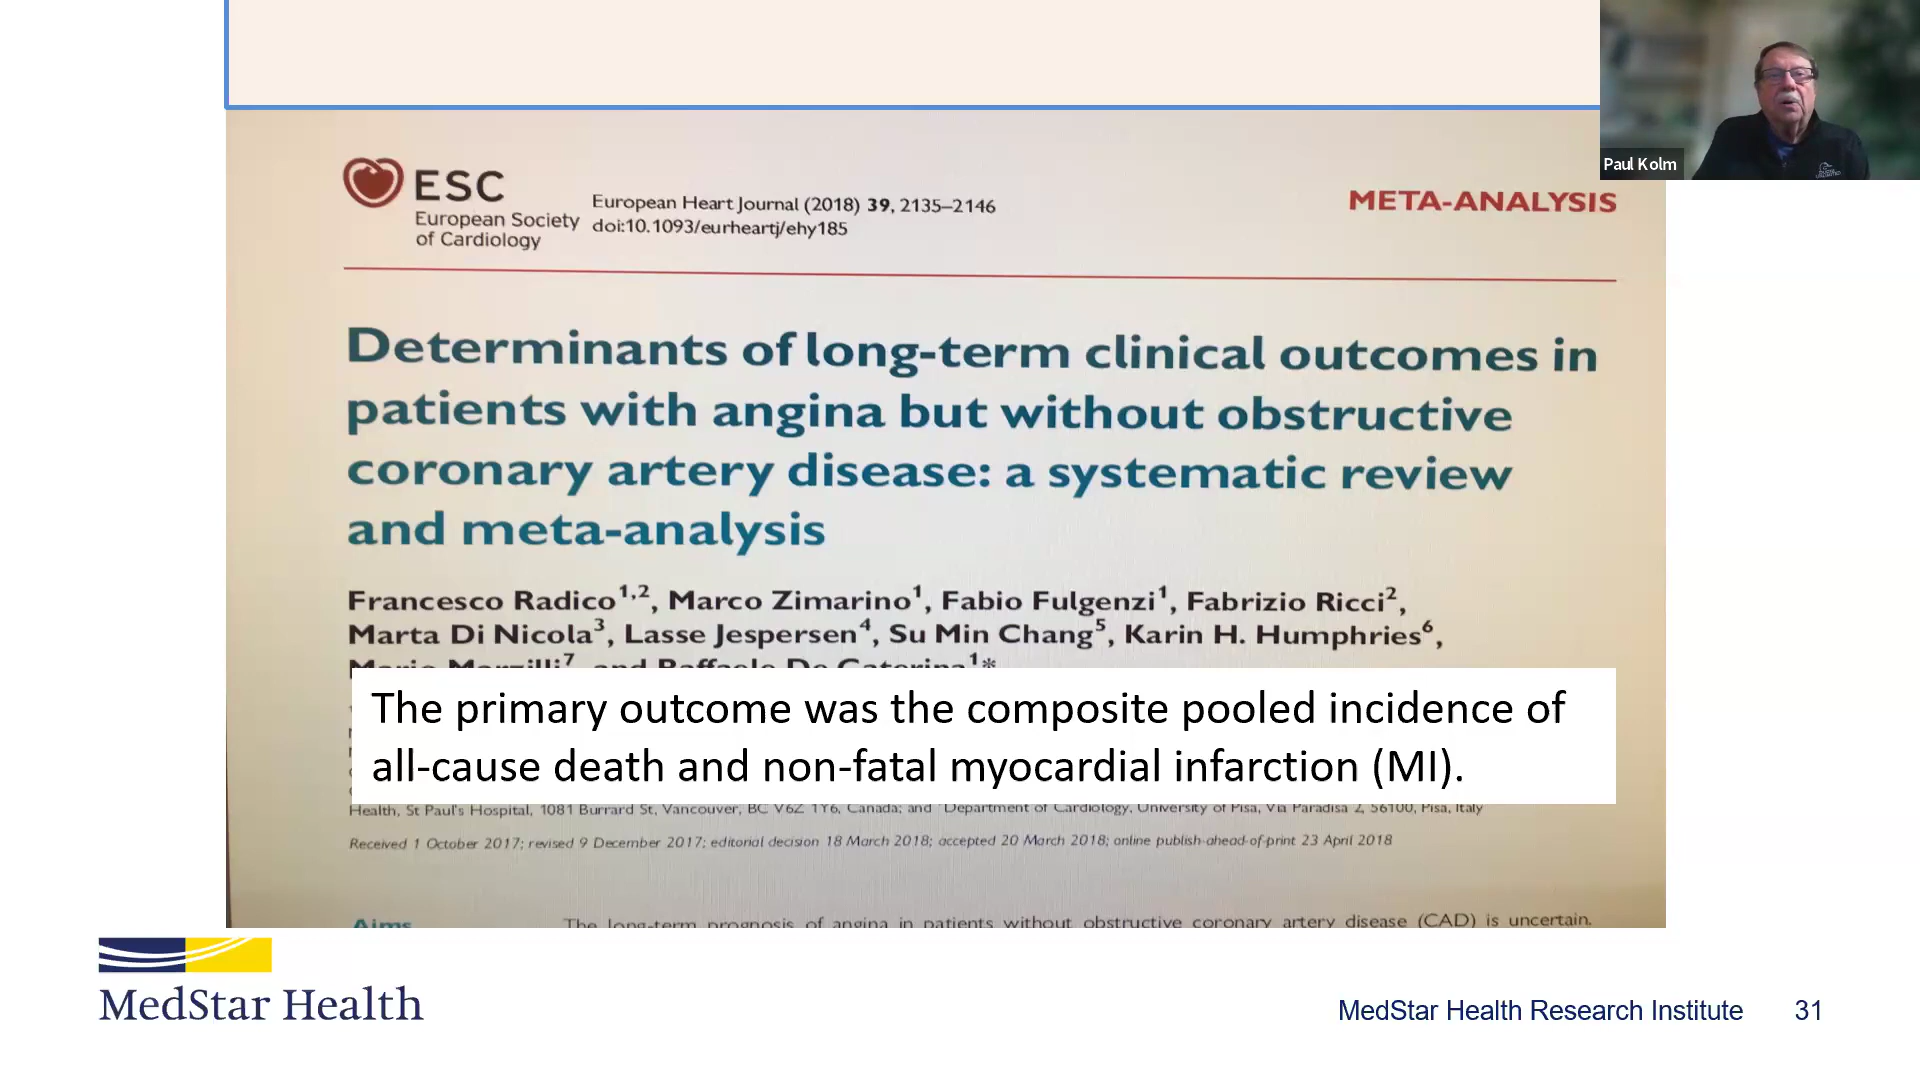 Paul Kolm
ESC
European Society
of Cardiology
European Heart Journal (2018) 39, 2135–2146
doi:10.1093/eurheartj/ehy185
META-ANALYSIS
Determinants of long-term clinical outcomes in
patients with angina but without obstructive
coronary artery disease: a systematic review
and meta-analysis
Francesco Radico1,2, Marco Zimarino1, Fabio Fulgenzi1, Fabrizio Ricci2,
Marta Di Nicola3, Lasse Jespersen4, Su Min Chang5, Karin H. Humphries6,
Mario Marzilli7, and Raffaele De Caterina1*
The primary outcome was the composite pooled incidence of
all-cause death and non-fatal myocardial infarction (MI).
Health, St Paul's Hospital, 1081 Burrard St, Vancouver, BC V6Z 1Y6, Canada; and Department of Cardiology, University of Pisa, Via Paradisa 2, 56100, Pisa, Italy
Received 1 October 2017; revised 9 December 2017; editorial decision 18 March 2018; accepted 20 March 2018; online publish-ahead-of-print 23 April 2018
Aims
The long-term prognosis of angina in patients without obstructive coronary artery disease (CAD) is uncertain.
MedStar Health
MedStar Health Research Institute 31